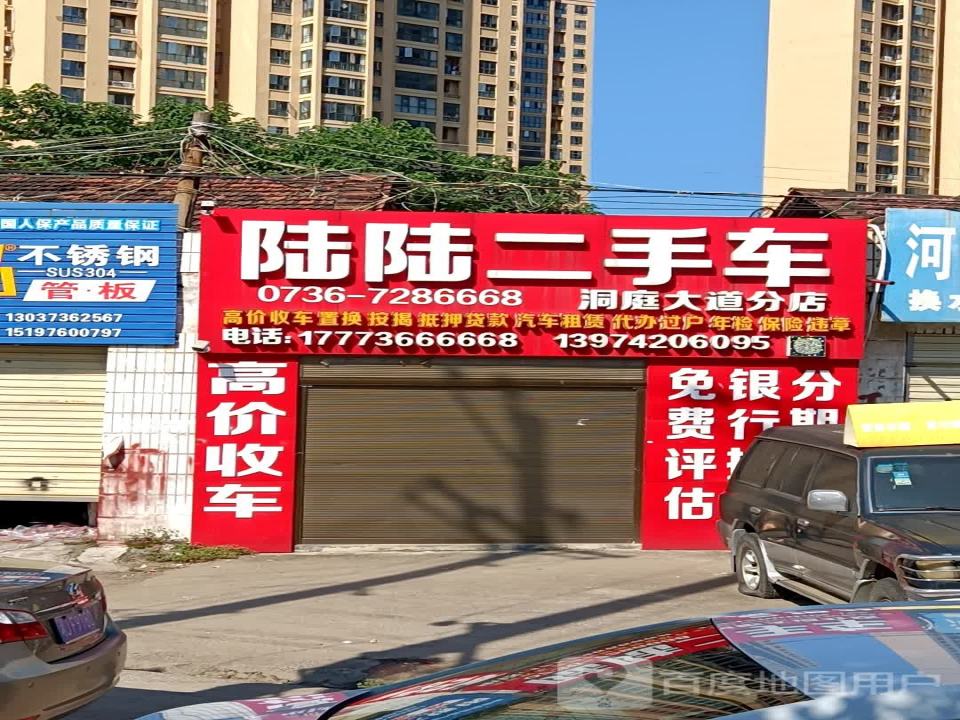 国人保产品质量保证
不锈钢
SUS304
管·板
13037362567
15197600797
陆陆二手车
0736-7286668 洞庭大道分店
高价收车 置换 按揭 抵押贷款 汽车租赁 代办过户 年检 保险 违章
电话:17773666668 13974206095
高价收车
免费评估
银行
分期
河
换
百度地图用户